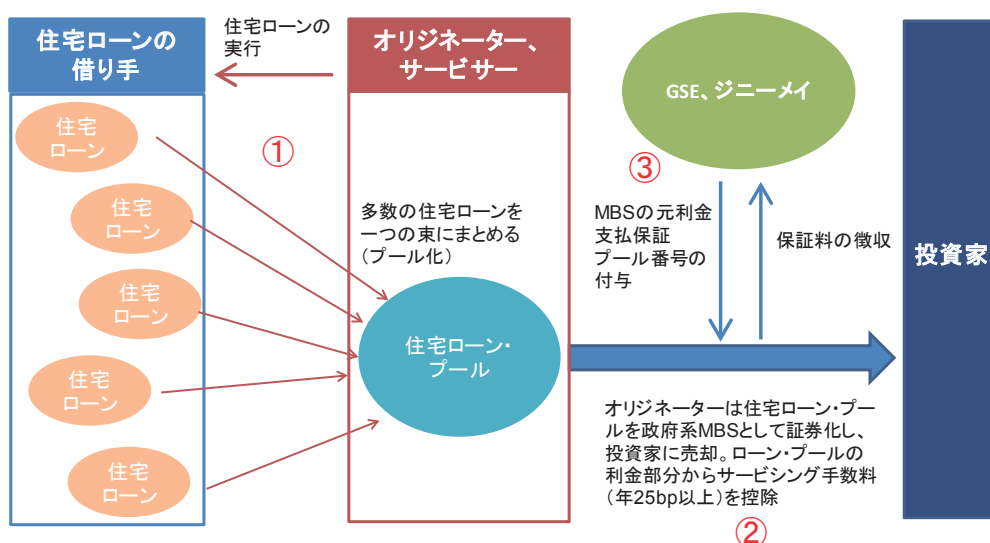 住宅ローンの
借り手
住宅ローンの
実行
オリジネーター、
サービサー
GSE、ジニーメイ
投資家
住宅
ローン
住宅
ローン
住宅
ローン
住宅
ローン
住宅
ローン
①
多数の住宅ローンを
一つの束にまとめる
（プール化）
住宅ローン・
プール
③
MBSの元利金
支払保証
プール番号の
付与
保証料の徴収
オリジネーターは住宅ローン・プー
ルを政府系MBSとして証券化し、
投資家に売却。ローン・プールの
利金部分からサービシング手数料
（年25bp以上）を控除
②